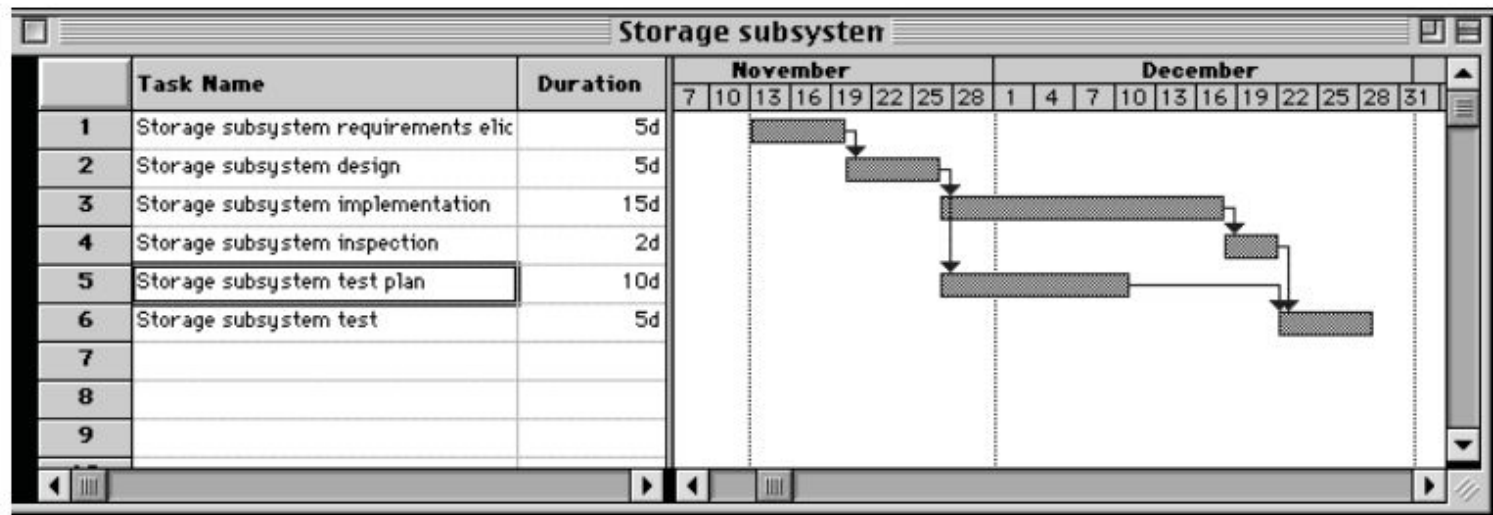 Storage subsysten
Task Name Duration November December
7 10 13 16 19 22 25 28 1 4 7 10 13 16 19 22 25 28 31
1 Storage subsystem requirements elic 5d
2 Storage subsystem design 5d
3 Storage subsystem implementation 15d
4 Storage subsystem inspection 2d
5 Storage subsystem test plan 10d
6 Storage subsystem test 5d
7
8
9